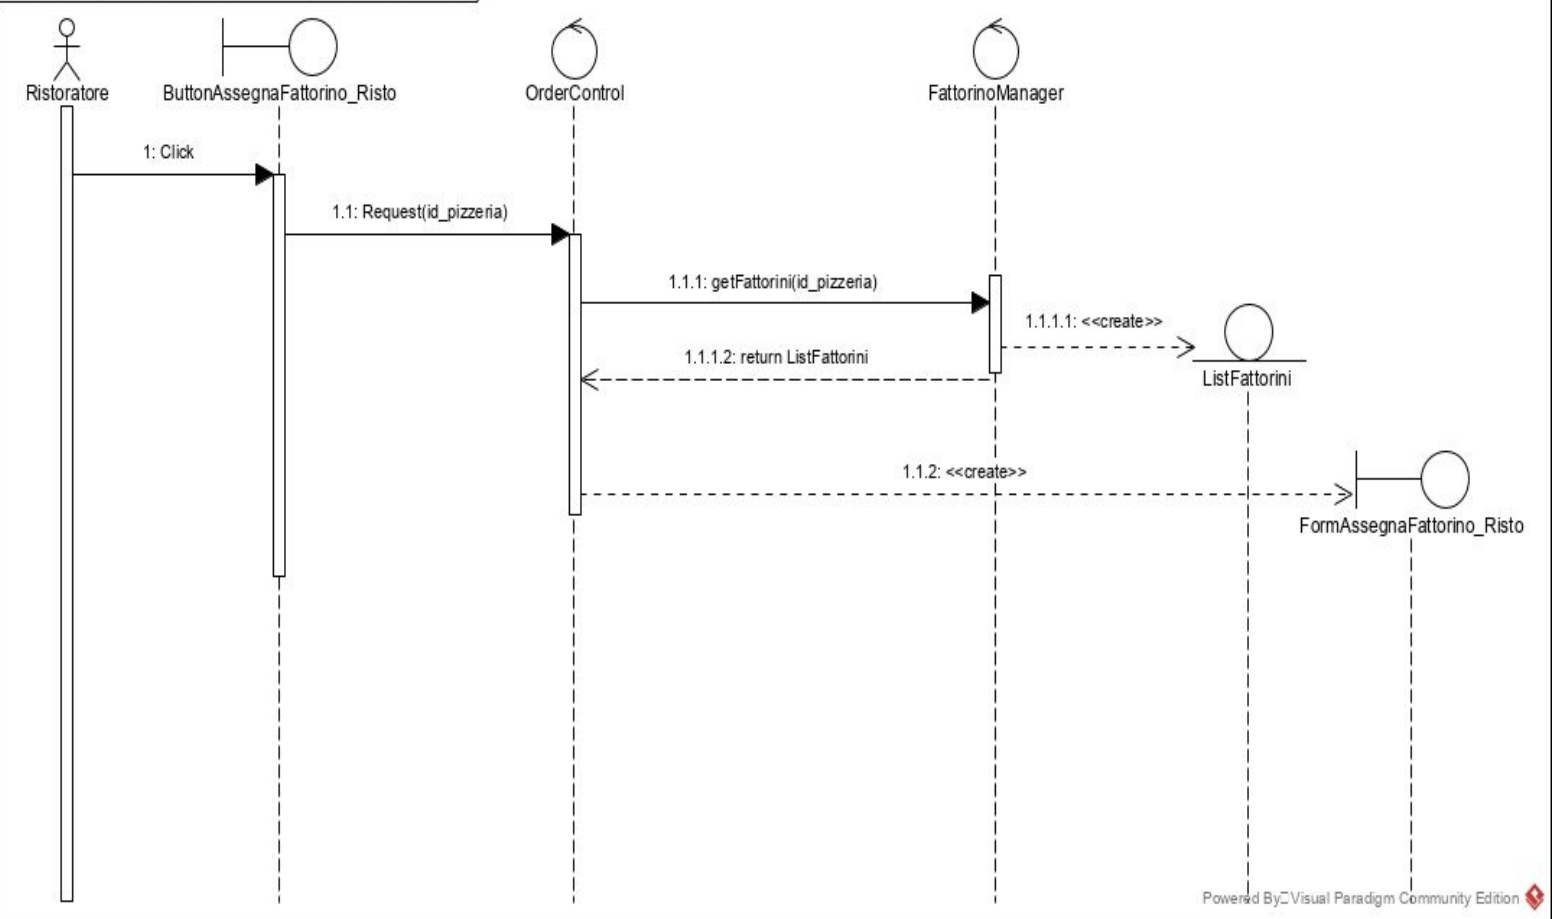 Ristoratore
ButtonAssegnaFattorino_Risto
OrderControl
FattorinoManager
1: Click
1.1: Request(id_pizzeria)
1.1.1: getFattorini(id_pizzeria)
1.1.1.1: <<create>>
1.1.1.2: return ListFattorini
ListFattorini
1.1.2: <<create>>
FormAssegnaFattorino_Risto
Powered By Visual Paradigm Community Edition